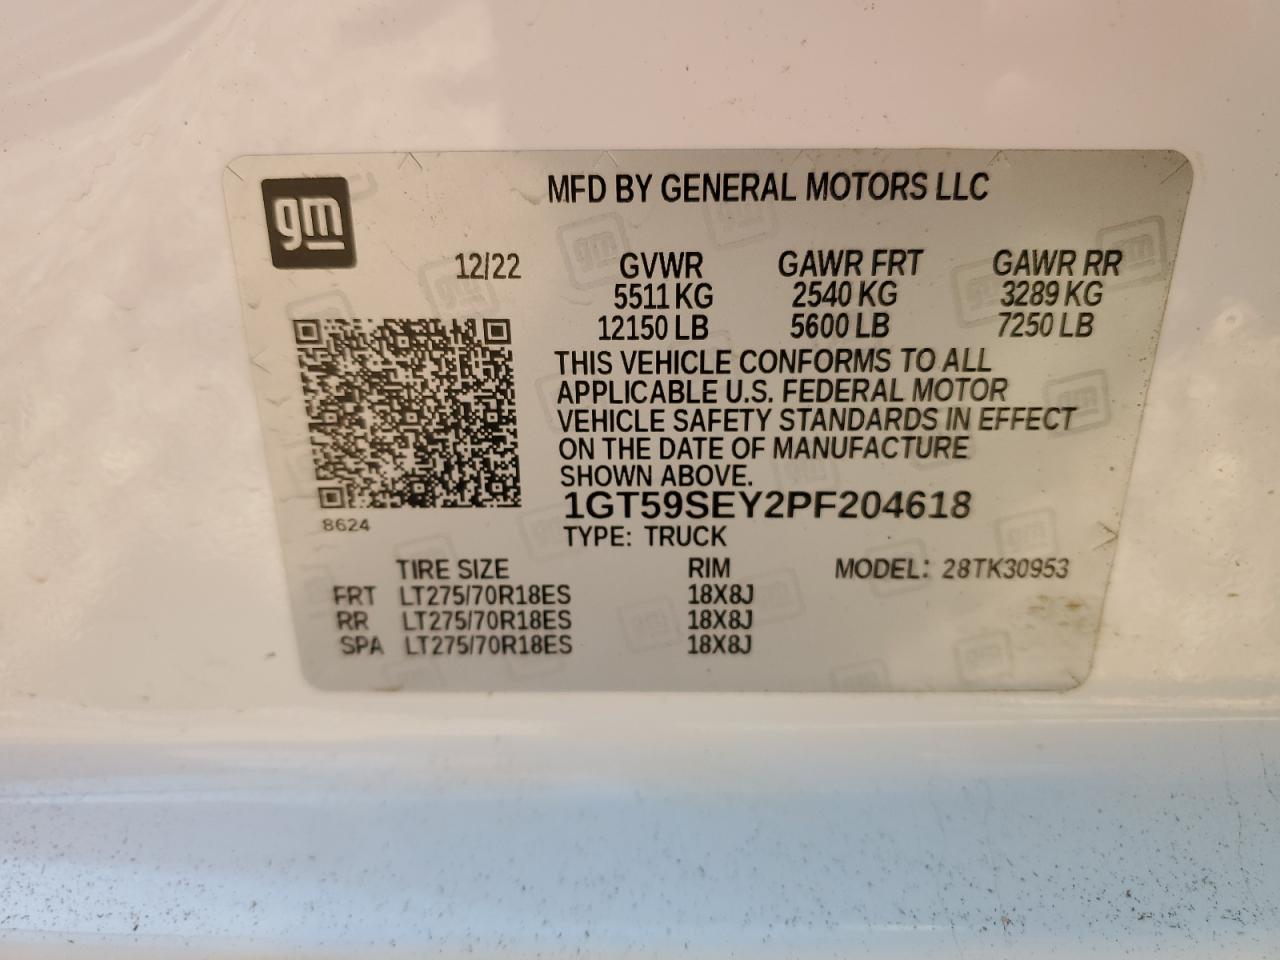 gm
MFD BY GENERAL MOTORS LLC
12/22 GVWR GAWR FRT GAWR RR
5511 KG 2540 KG 3289 KG
12150 LB 5600 LB 7250 LB
THIS VEHICLE CONFORMS TO ALL
APPLICABLE U.S. FEDERAL MOTOR
VEHICLE SAFETY STANDARDS IN EFFECT
ON THE DATE OF MANUFACTURE
SHOWN ABOVE.
8624
1GT59SEY2PF204618
TYPE: TRUCK
TIRE SIZE RIM MODEL: 28TK30953
FRT LT275/70R18ES 18X8J
RR LT275/70R18ES 18X8J
SPA LT275/70R18ES 18X8J